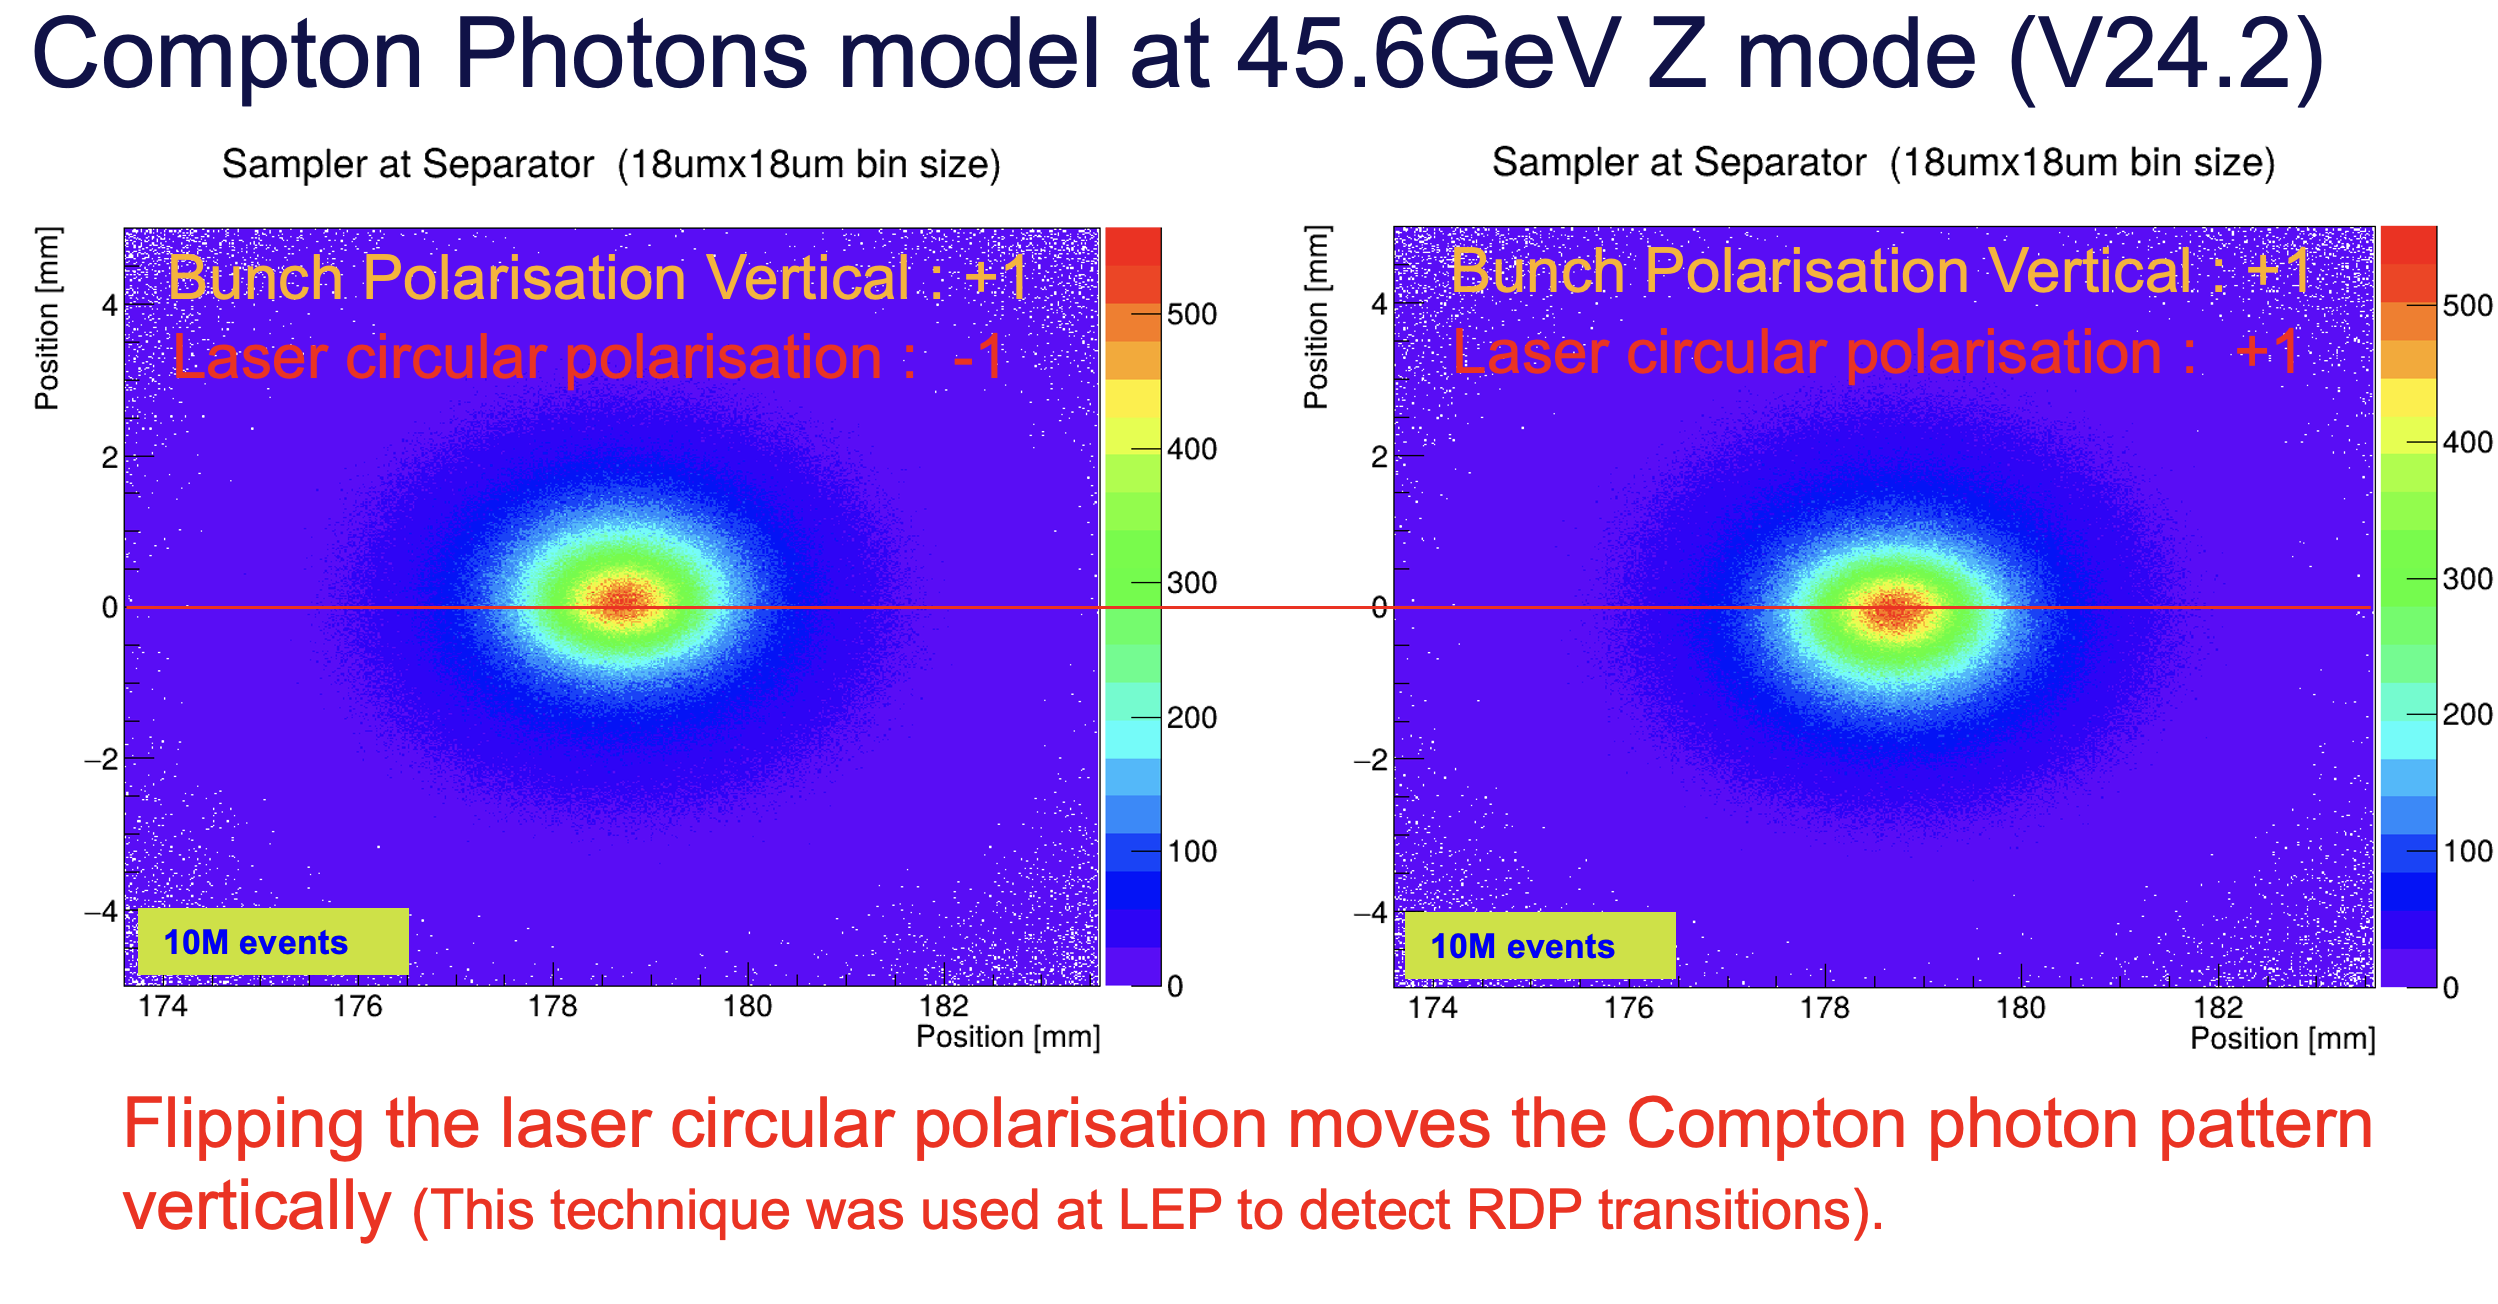 Compton Photons model at 45.6GeV Z mode (V24.2)
Sampler at Separator (18umx18um bin size)
Position [mm]
Bunch Polarisation Vertical : +1
Laser circular polarisation : -1
4
2
0
−2
−4
10M events
174 176 178 180 182
Position [mm]
500
400
300
200
100
0
Sampler at Separator (18umx18um bin size)
Position [mm]
Bunch Polarisation Vertical : +1
Laser circular polarisation : +1
4
2
0
−2
−4
10M events
174 176 178 180 182
Position [mm]
500
400
300
200
100
0
Flipping the laser circular polarisation moves the Compton photon pattern
vertically (This technique was used at LEP to detect RDP transitions).